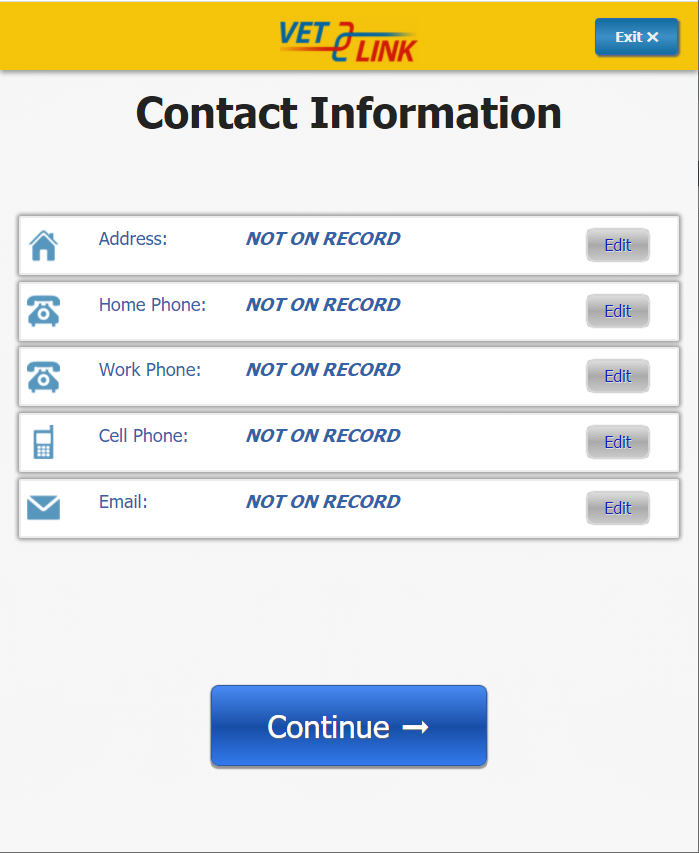 VET LINK
Exit ✕
Contact Information
Address: NOT ON RECORD Edit
Home Phone: NOT ON RECORD Edit
Work Phone: NOT ON RECORD Edit
Cell Phone: NOT ON RECORD Edit
Email: NOT ON RECORD Edit
Continue →